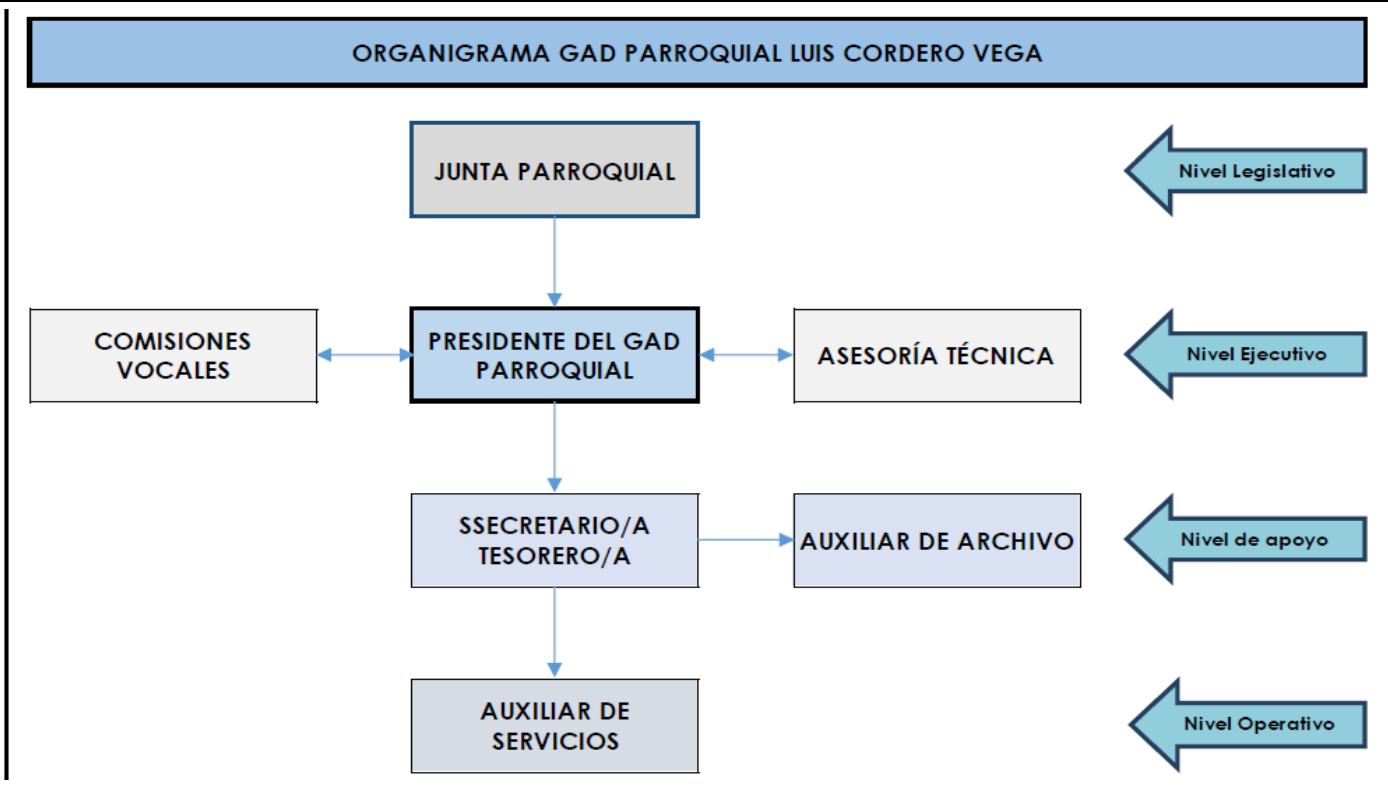 ORGANIGRAMA GAD PARROQUIAL LUIS CORDERO VEGA
JUNTA PARROQUIAL
Nivel Legislativo
COMISIONES
VOCALES
PRESIDENTE DEL GAD
PARROQUIAL
ASESORÍA TÉCNICA
Nivel Ejecutivo
SSECRETARIO/A
TESORERO/A
AUXILIAR DE ARCHIVO
Nivel de apoyo
AUXILIAR DE
SERVICIOS
Nivel Operativo